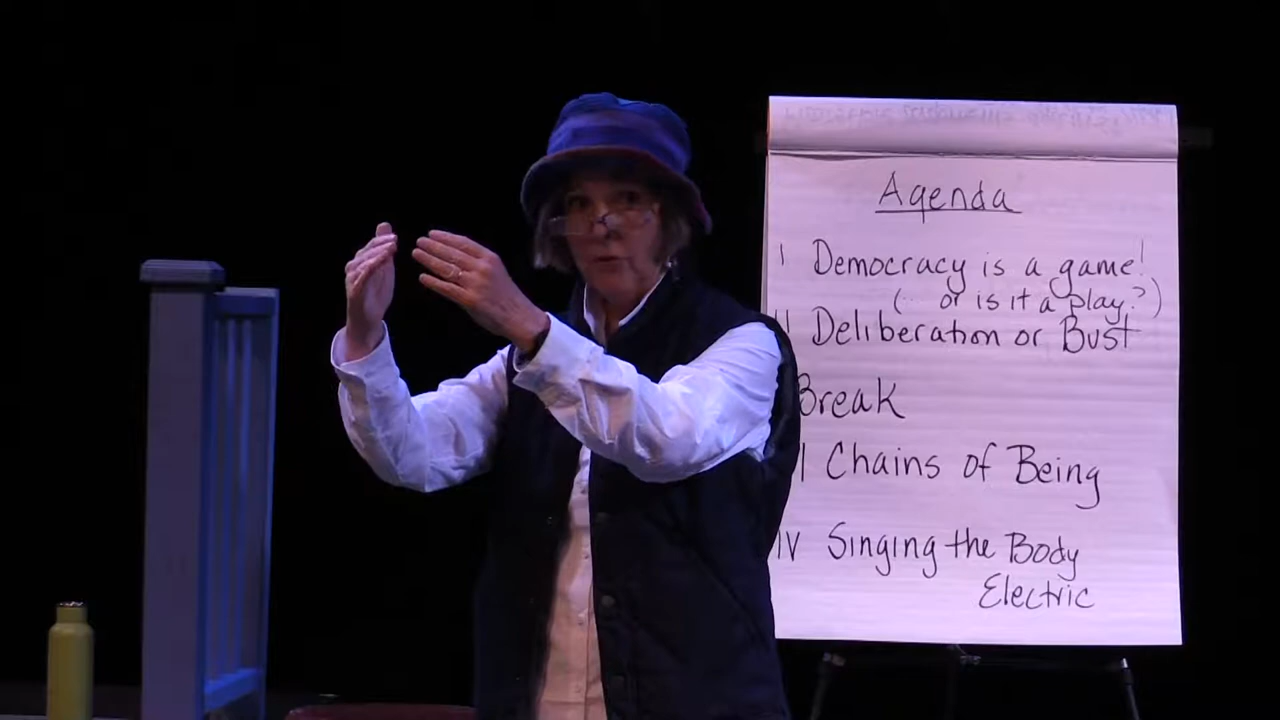 Agenda
I Democracy is a game!
(... or is it a play?)
II Deliberation or Bust
Break
I Chains of Being
IV Singing the Body
Electric